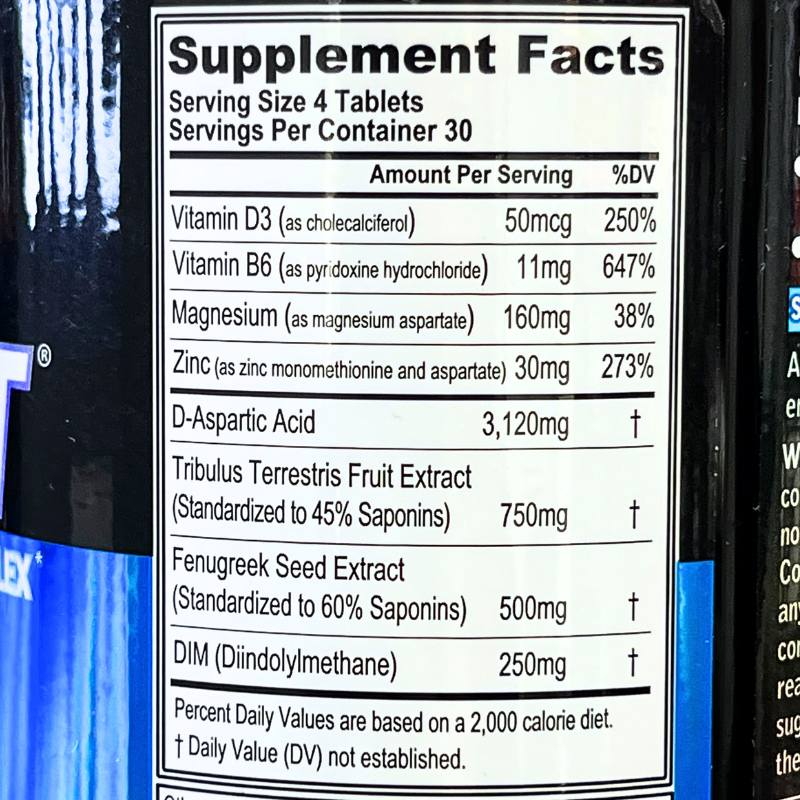 Supplement Facts
Serving Size 4 Tablets
Servings Per Container 30
Amount Per Serving %DV
Vitamin D3 (as cholecalciferol) 50mcg 250%
Vitamin B6 (as pyridoxine hydrochloride) 11mg 647%
Magnesium (as magnesium aspartate) 160mg 38%
Zinc (as zinc monomethionine and aspartate) 30mg 273%
D-Aspartic Acid 3,120mg †
Tribulus Terrestris Fruit Extract
(Standardized to 45% Saponins) 750mg †
Fenugreek Seed Extract
(Standardized to 60% Saponins) 500mg †
DIM (Diindolylmethane) 250mg †
Percent Daily Values are based on a 2,000 calorie diet.
† Daily Value (DV) not established.